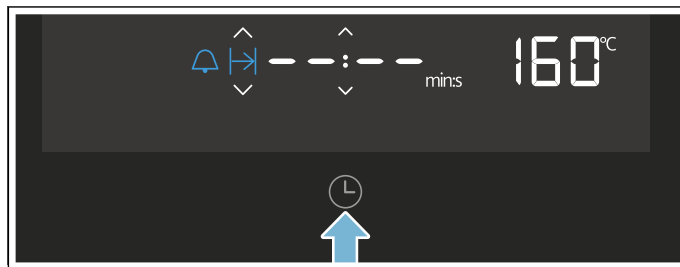 – – : – – min:s 160°C